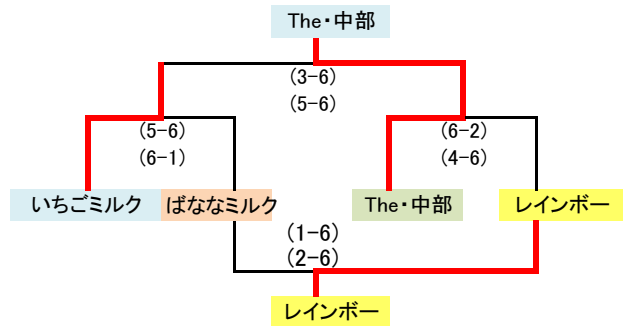 The・中部
(3-6)
(5-6)
(5-6)
(6-1)
(6-2)
(4-6)
いちごミルク
ばななミルク
The・中部
レインボー
(1-6)
(2-6)
レインボー